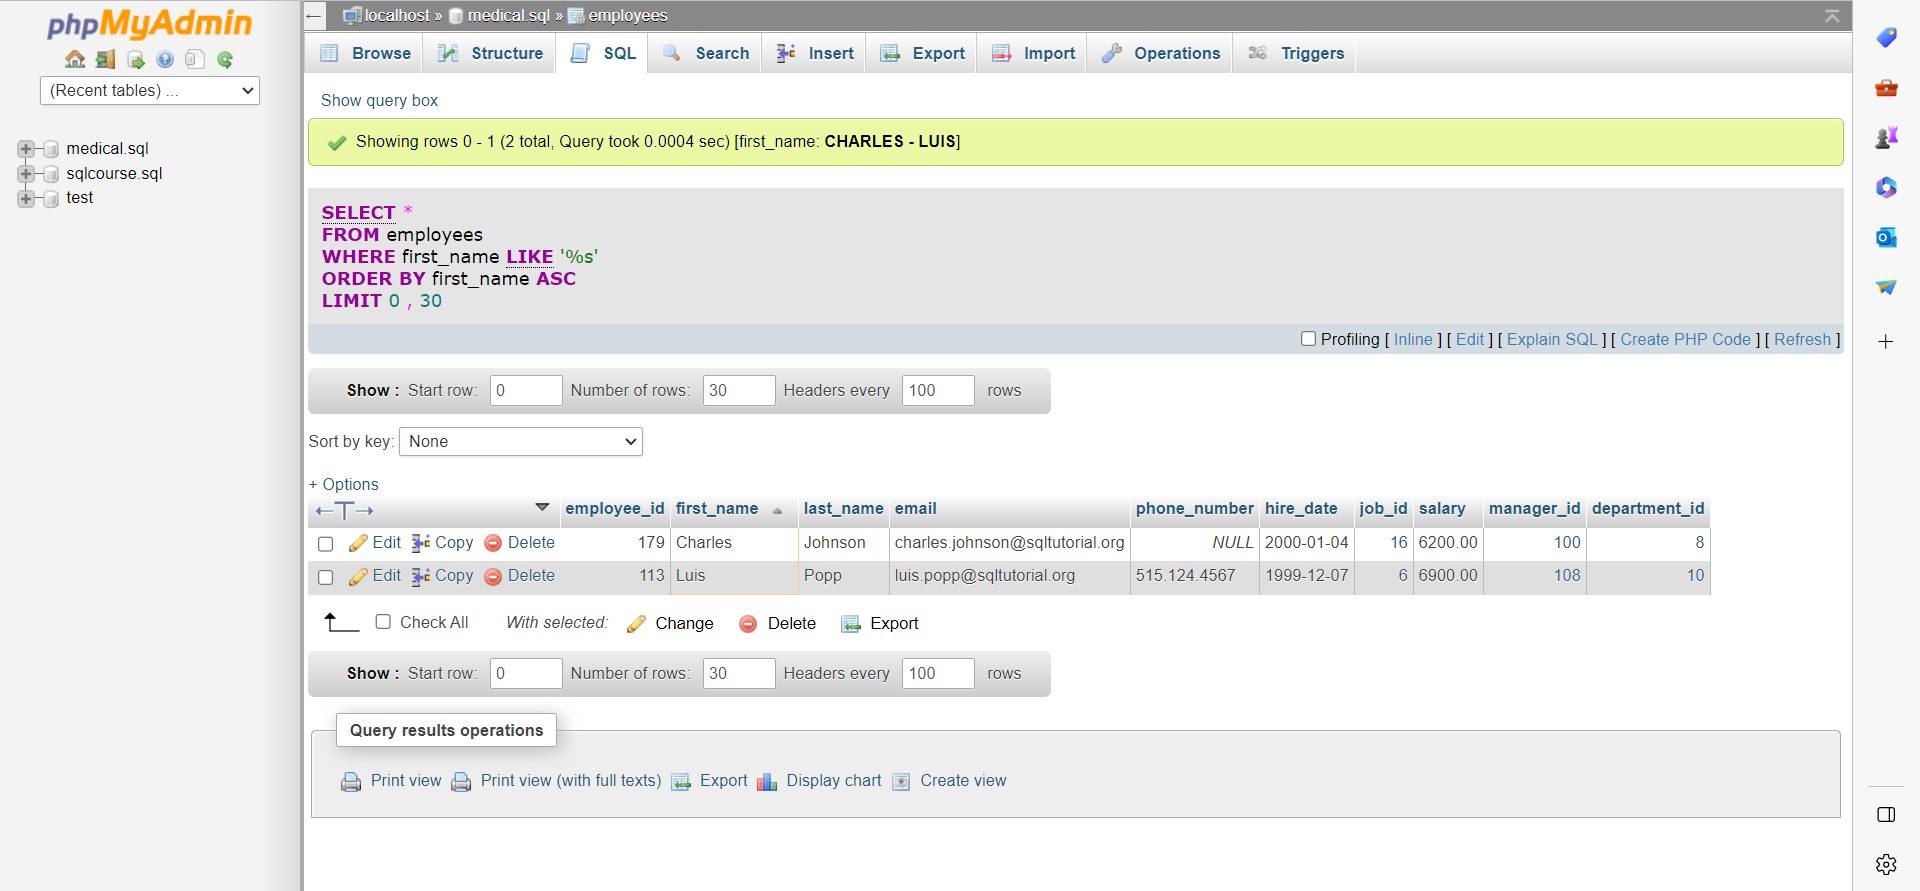 phpMyAdmin
(Recent tables) ...
medical.sql
sqlcourse.sql
test
localhost » medical.sql » employees
Browse Structure SQL Search Insert Export Import Operations Triggers
Show query box
Showing rows 0 - 1 (2 total, Query took 0.0004 sec) [first_name: CHARLES - LUIS]
SELECT *
FROM employees
WHERE first_name LIKE '%s'
ORDER BY first_name ASC
LIMIT 0 , 30
Profiling [ Inline ] [ Edit ] [ Explain SQL ] [ Create PHP Code ] [ Refresh ]
Show : Start row: 0 Number of rows: 30 Headers every 100 rows
Sort by key: None
+ Options
employee_id first_name last_name email phone_number hire_date job_id salary manager_id department_id
Edit Copy Delete 179 Charles Johnson charles.johnson@sqltutorial.org NULL 2000-01-04 16 6200.00 100 8
Edit Copy Delete 113 Luis Popp luis.popp@sqltutorial.org 515.124.4567 1999-12-07 6 6900.00 108 10
Check All With selected: Change Delete Export
Show : Start row: 0 Number of rows: 30 Headers every 100 rows
Query results operations
Print view Print view (with full texts) Export Display chart Create view